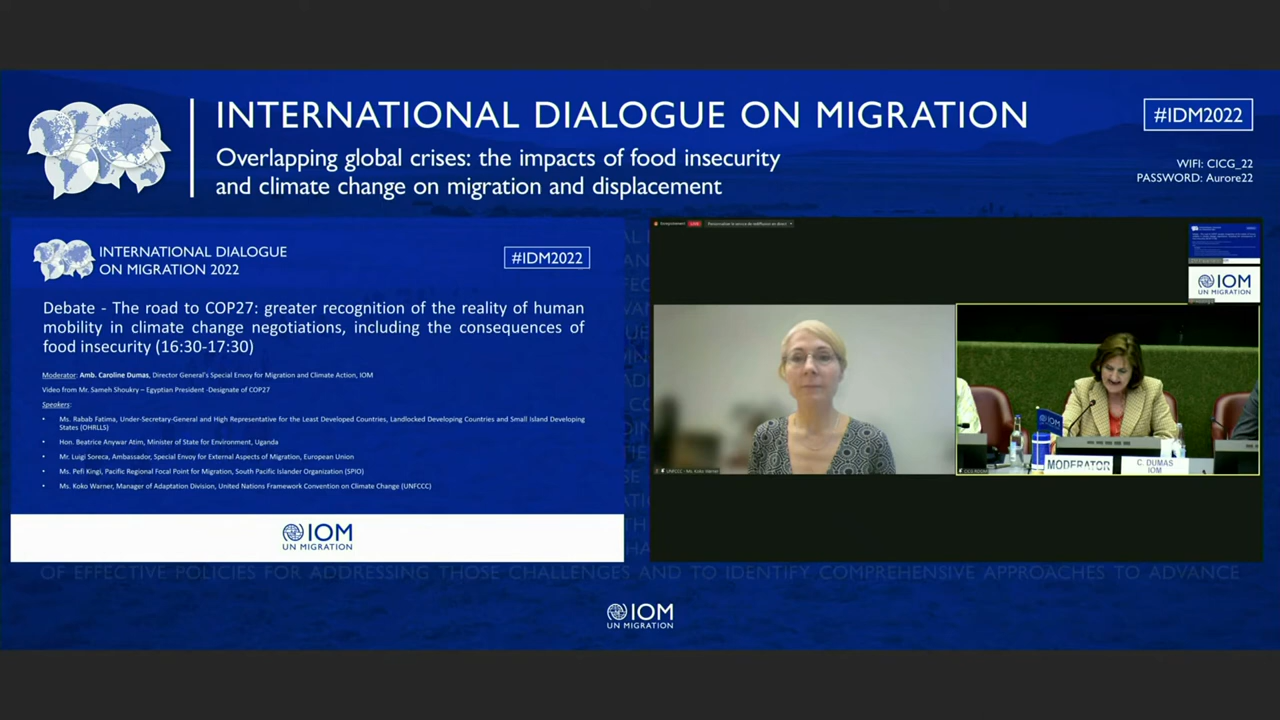 INTERNATIONAL DIALOGUE ON MIGRATION
Overlapping global crises: the impacts of food insecurity
and climate change on migration and displacement
#IDM2022
WIFI: CICG_22
PASSWORD: Aurore22
INTERNATIONAL DIALOGUE
ON MIGRATION 2022
#IDM2022
Debate - The road to COP27: greater recognition of the reality of human
mobility in climate change negotiations, including the consequences of
food insecurity (16:30-17:30)
Moderator: Amb. Caroline Dumas, Director General's Special Envoy for Migration and Climate Action, IOM
Video from Mr. Sameh Shoukry – Egyptian President -Designate of COP27
Speakers:
• Ms. Rabab Fatima, Under-Secretary-General and High Representative for the Least Developed Countries, Landlocked Developing Countries and Small Island Developing
States (OHRLLS)
• Hon. Beatrice Anywar Atim, Minister of State for Environment, Uganda
• Mr. Luigi Soreca, Ambassador, Special Envoy for External Aspects of Migration, European Union
• Ms. Pefi Kingi, Pacific Regional Focal Point for Migration, South Pacific Islander Organization (SPIO)
• Ms. Koko Warner, Manager of Adaptation Division, United Nations Framework Convention on Climate Change (UNFCCC)
IOM
UN MIGRATION
LIVE
IOM
UN MIGRATION
UNFCCC - Ms. Koko Warner
IOM
MODERATOR
C. DUMAS
IOM
OF EFFECTIVE POLICIES FOR ADDRESSING THOSE CHALLENGES AND TO IDENTIFY COMPREHENSIVE APPROACHES TO ADVANCE
IOM
UN MIGRATION